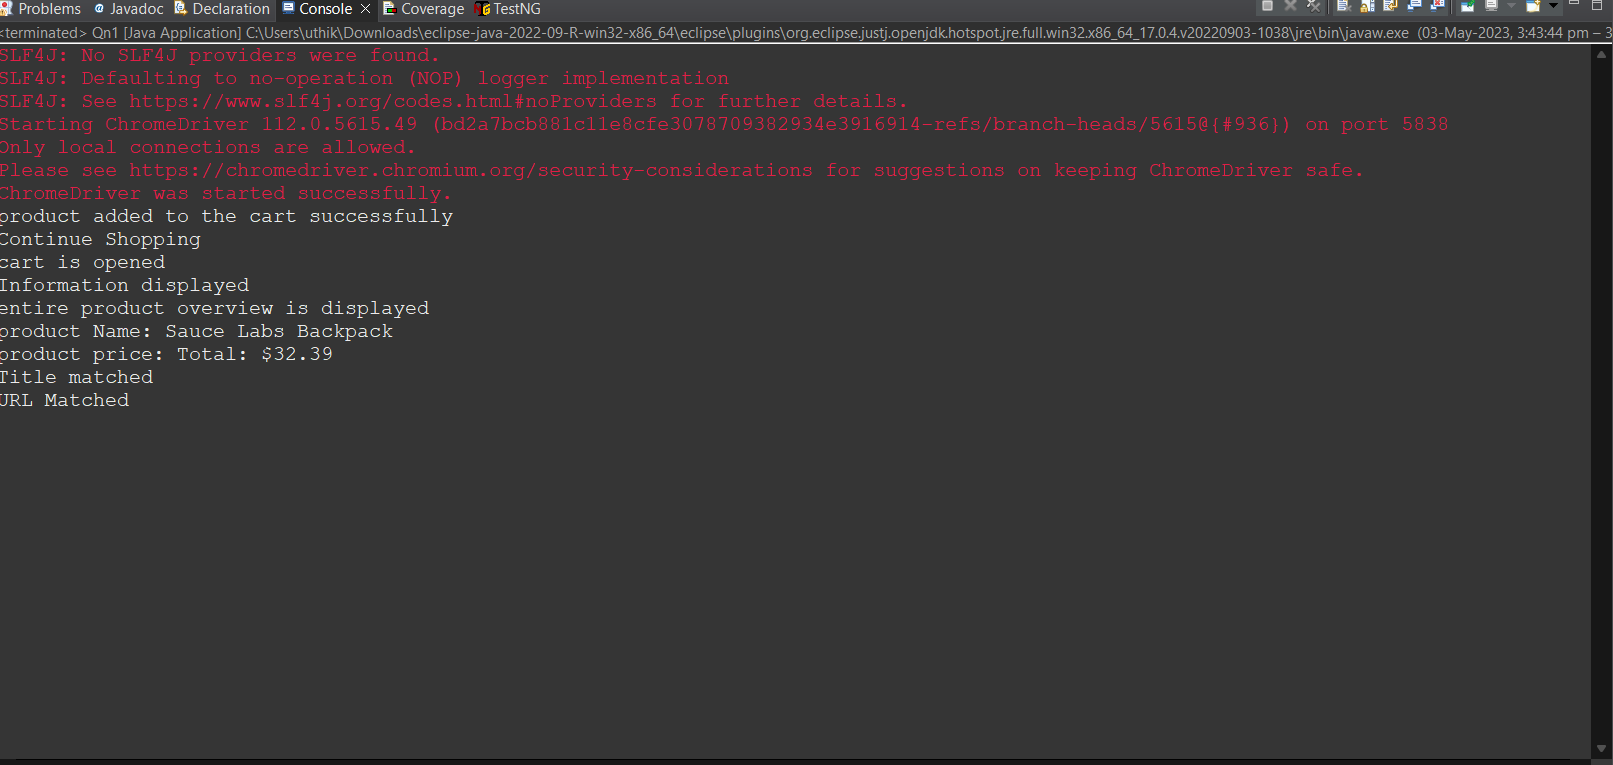 Problems Javadoc Declaration Console Coverage TestNG
<terminated> Qn1 [Java Application] C:\Users\uthik\Downloads\eclipse-java-2022-09-R-win32-x86_64\eclipse\plugins\org.eclipse.justj.openjdk.hotspot.jre.full.win32.x86_64_17.0.4.v20220903-1038\jre\bin\javaw.exe (03-May-2023, 3:43:44 pm – 3
SLF4J: No SLF4J providers were found.
SLF4J: Defaulting to no-operation (NOP) logger implementation
SLF4J: See https://www.slf4j.org/codes.html#noProviders for further details.
Starting ChromeDriver 112.0.5615.49 (bd2a7bcb881c11e8cfe3078709382934e3916914-refs/branch-heads/5615@{#936}) on port 5838
Only local connections are allowed.
Please see https://chromedriver.chromium.org/security-considerations for suggestions on keeping ChromeDriver safe.
ChromeDriver was started successfully.
product added to the cart successfully
Continue Shopping
cart is opened
Information displayed
entire product overview is displayed
product Name: Sauce Labs Backpack
product price: Total: $32.39
Title matched
URL Matched